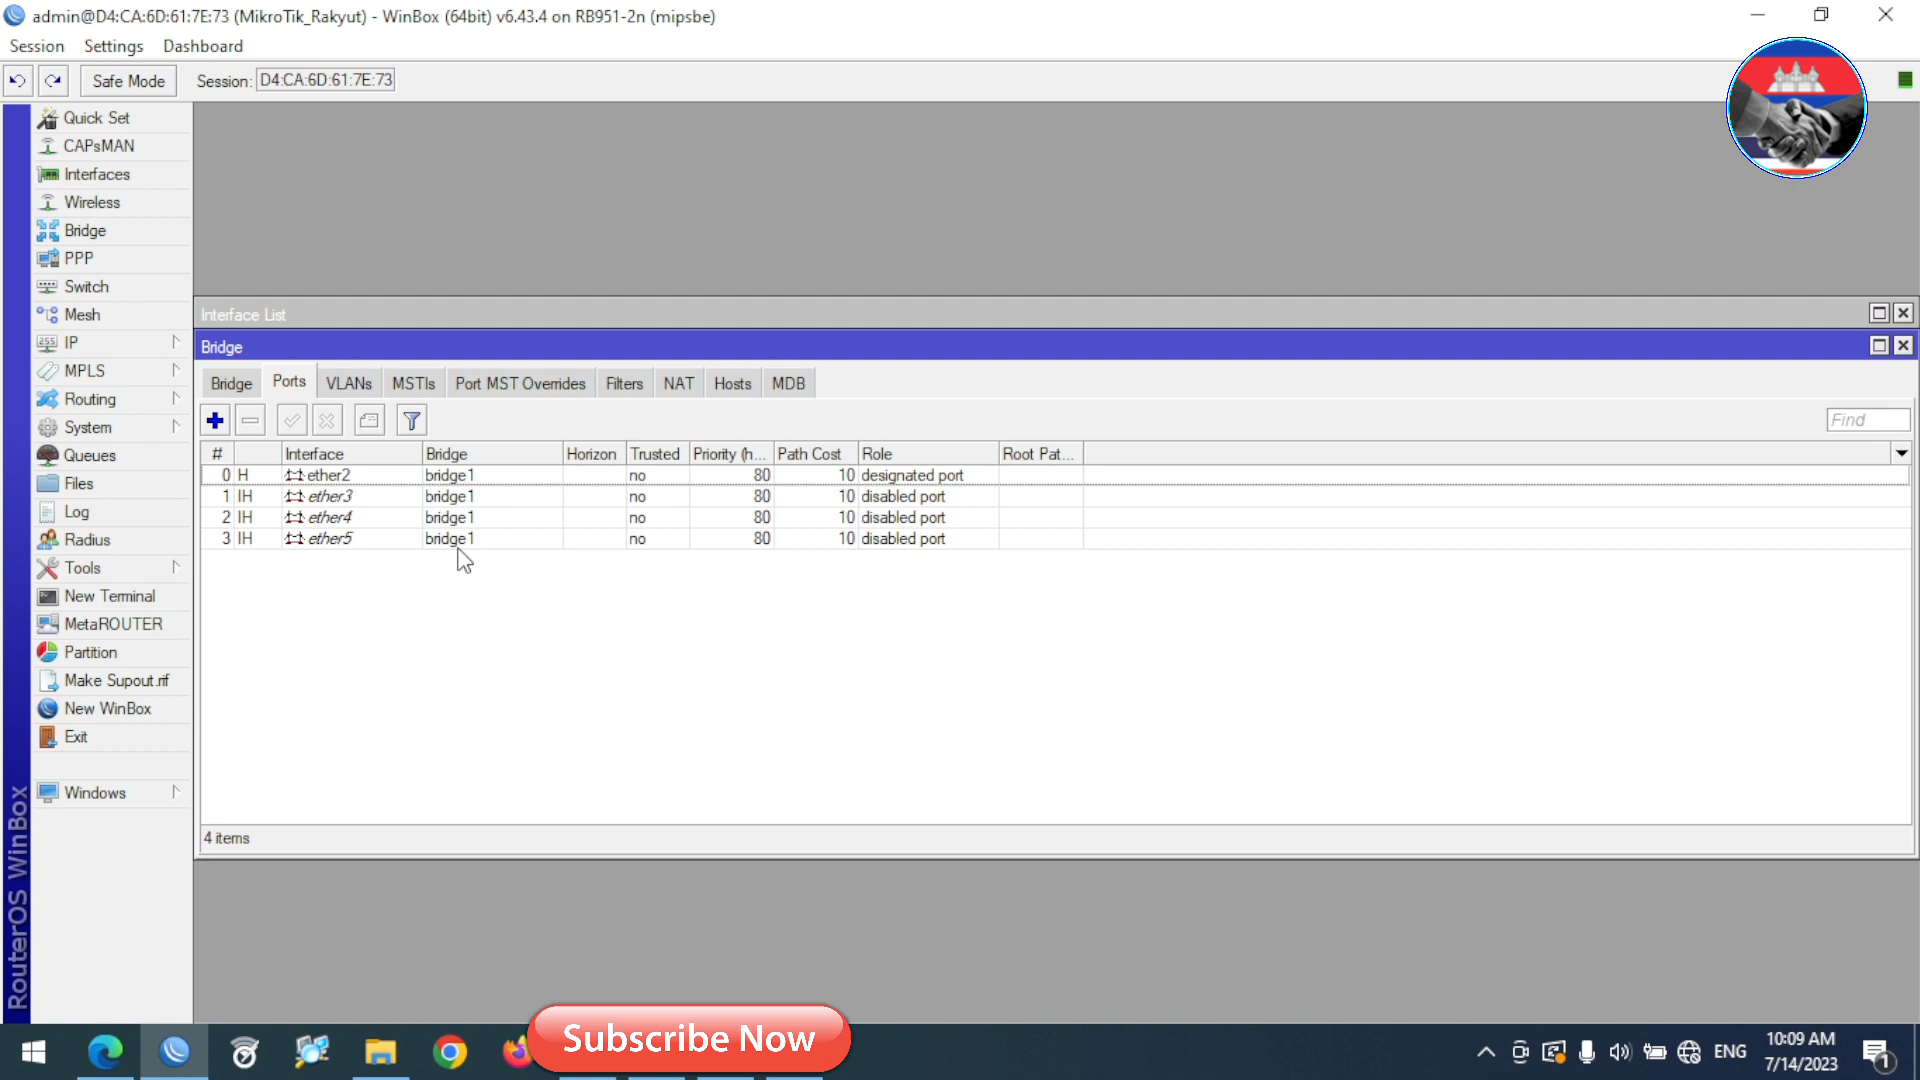 admin@D4:CA:6D:61:7E:73 (MikroTik_Rakyut) - WinBox (64bit) v6.43.4 on RB951-2n (mipsbe)
Session Settings Dashboard
Safe Mode Session: D4:CA:6D:61:7E:73
Quick Set
CAPsMAN
Interfaces
Wireless
Bridge
PPP
Switch
Mesh
IP
MPLS
Routing
System
Queues
Files
Log
Radius
Tools
New Terminal
MetaROUTER
Partition
Make Supout.rif
New WinBox
Exit
Windows
RouterOS WinBox
Interface List
Bridge
Bridge Ports VLANs MSTIs Port MST Overrides Filters NAT Hosts MDB
Find
# Interface Bridge Horizon Trusted Priority (h... Path Cost Role Root Pat...
0 H ether2 bridge1 no 80 10 designated port
1 IH ether3 bridge1 no 80 10 disabled port
2 IH ether4 bridge1 no 80 10 disabled port
3 IH ether5 bridge1 no 80 10 disabled port
4 items
Subscribe Now
ENG
10:09 AM
7/14/2023
1